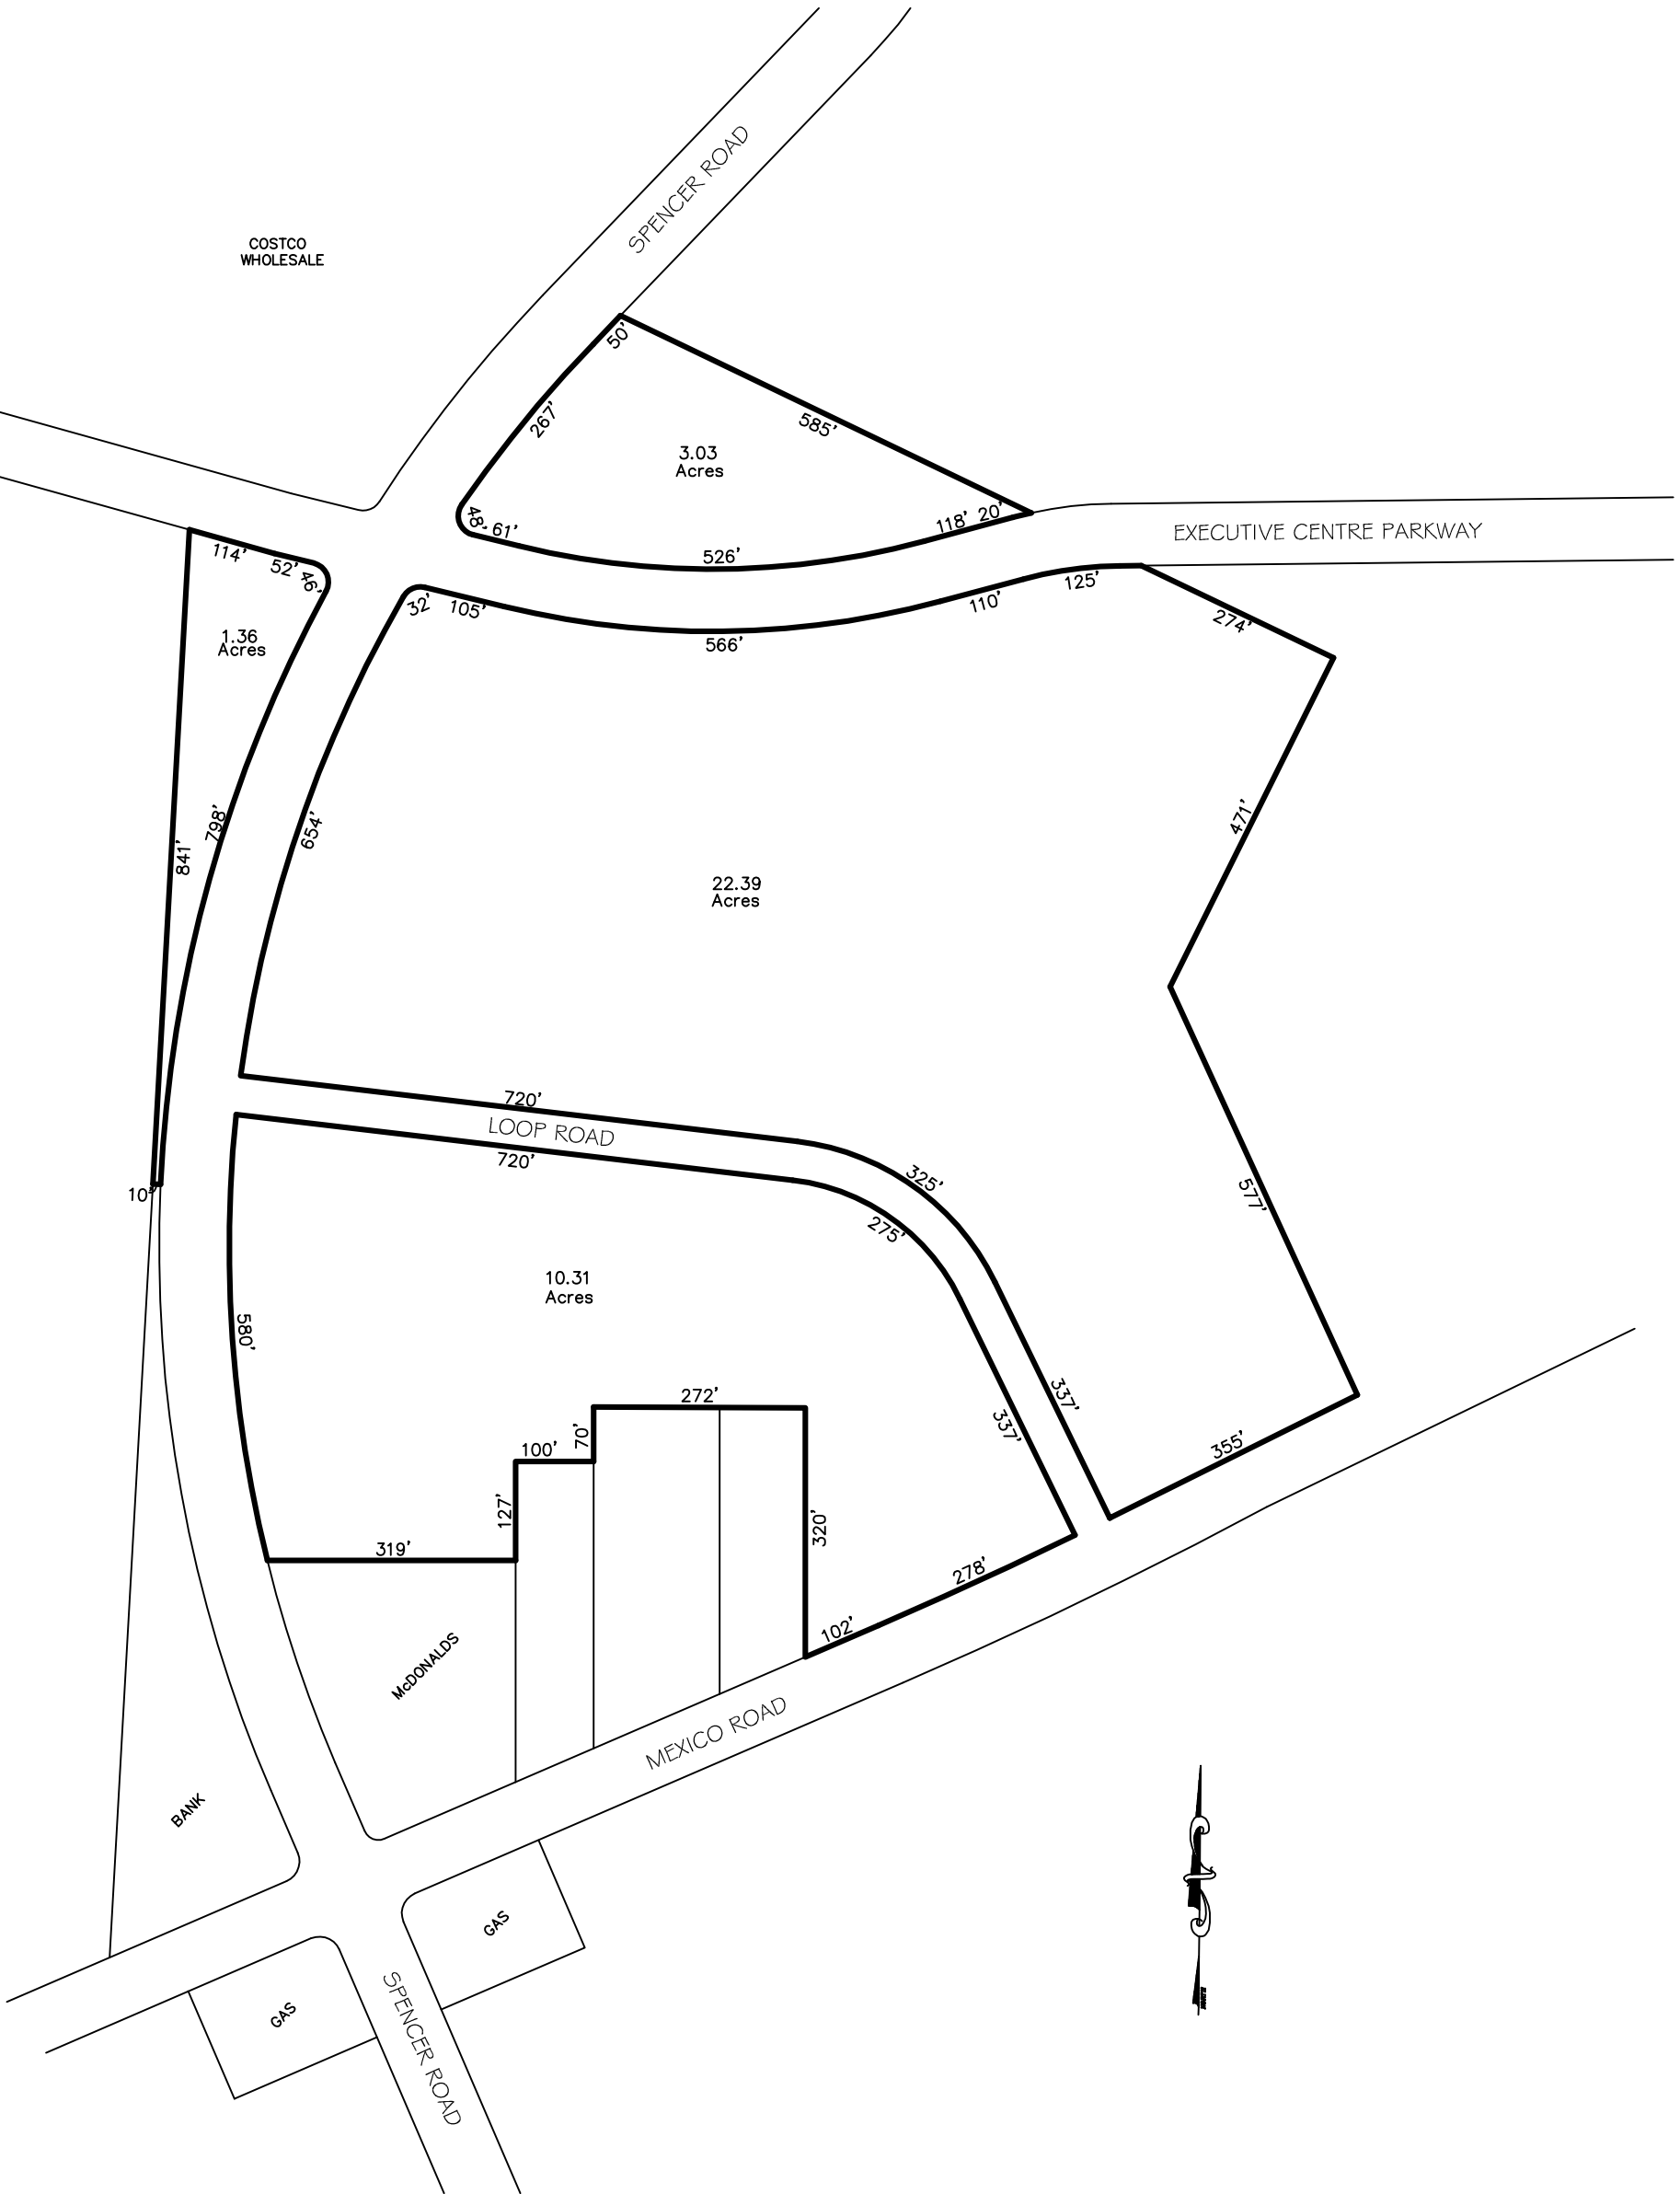 SPENCER ROAD
COSTCO
WHOLESALE
50'
267'
585'
3.03
Acres
48'
61'
526'
118'
20'
EXECUTIVE CENTRE PARKWAY
114'
52'
46'
32'
105'
566'
110'
125'
274'
1.36
Acres
798'
841'
654'
471'
22.39
Acres
720'
LOOP ROAD
720'
10'
325'
275'
577'
10.31
Acres
580'
272'
337'
337'
100'
70'
127'
355'
320'
319'
278'
102'
McDONALDS
MEXICO ROAD
BANK
GAS
GAS
SPENCER ROAD